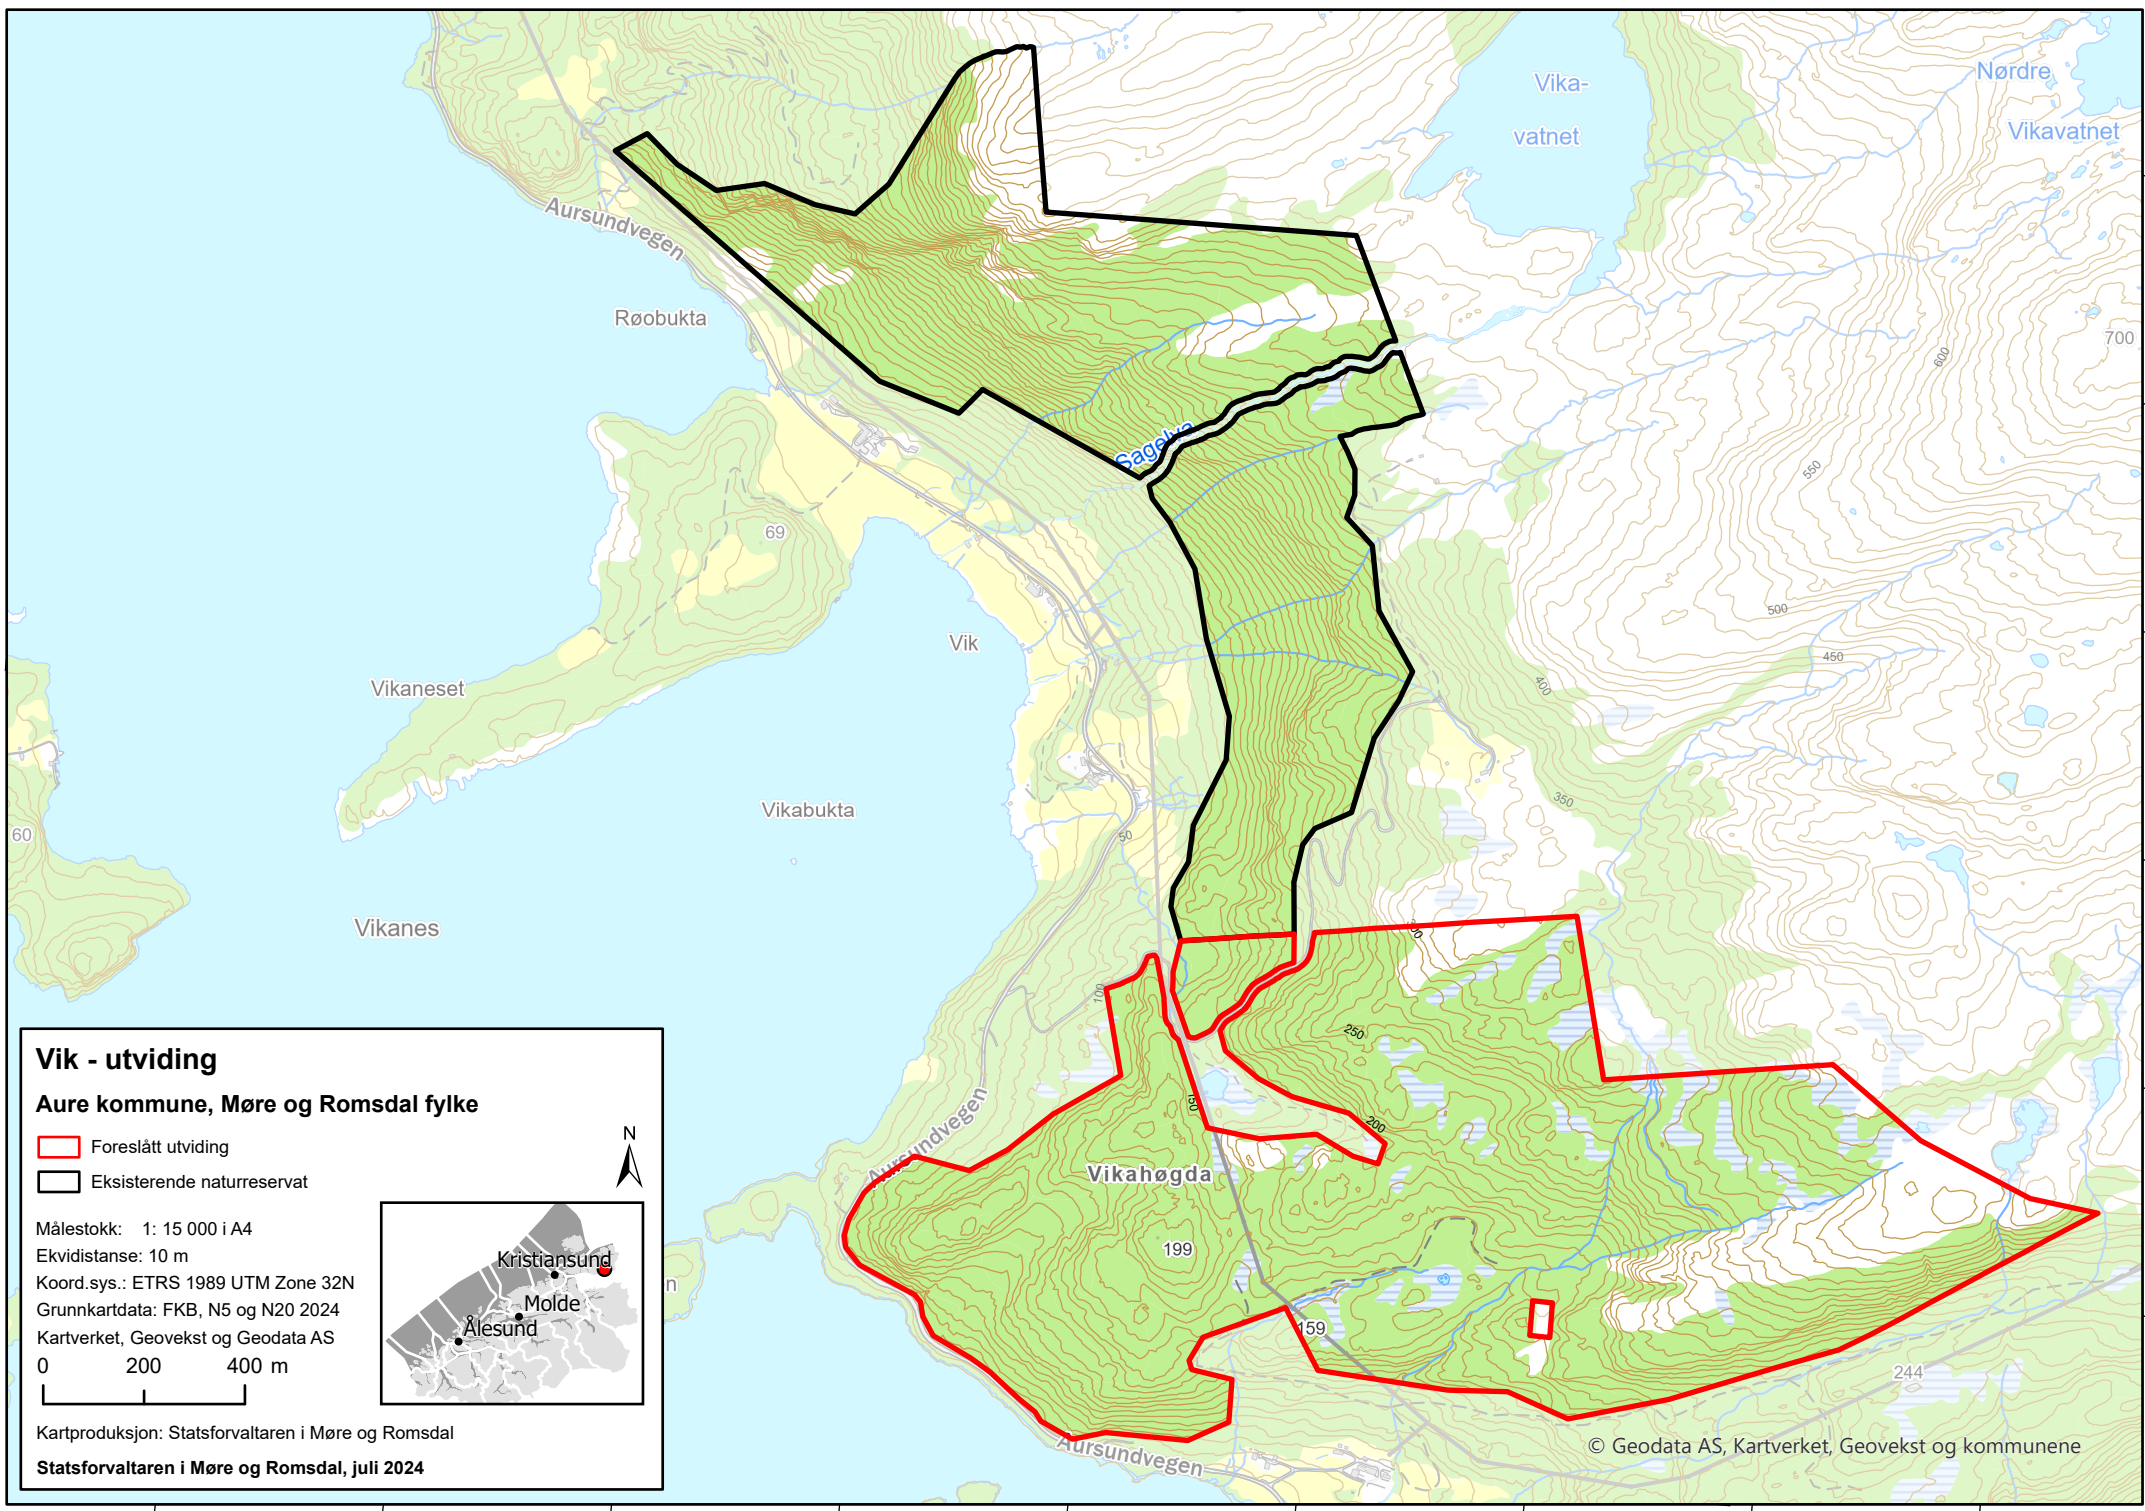 Vika-
vatnet
Nørdre
Vikavatnet
Aursundvegen
Røobukta
700
600
Sagelva
550
69
500
Vik
450
Vikaneset
400
350
Vikabukta
50
60
Vikanes
100
250
150
200
Aursundvegen
Vikahøgda
199
159
244
Aursundvegen
© Geodata AS, Kartverket, Geovekst og kommunene
Vik - utviding
Aure kommune, Møre og Romsdal fylke
Foreslått utviding
Eksisterende naturreservat
N
Målestokk: 1: 15 000 i A4
Ekvidistanse: 10 m
Koord.sys.: ETRS 1989 UTM Zone 32N
Grunnkartdata: FKB, N5 og N20 2024
Kartverket, Geovekst og Geodata AS
0 200 400 m
Kristiansund
Molde
Ålesund
Kartproduksjon: Statsforvaltaren i Møre og Romsdal
Statsforvaltaren i Møre og Romsdal, juli 2024